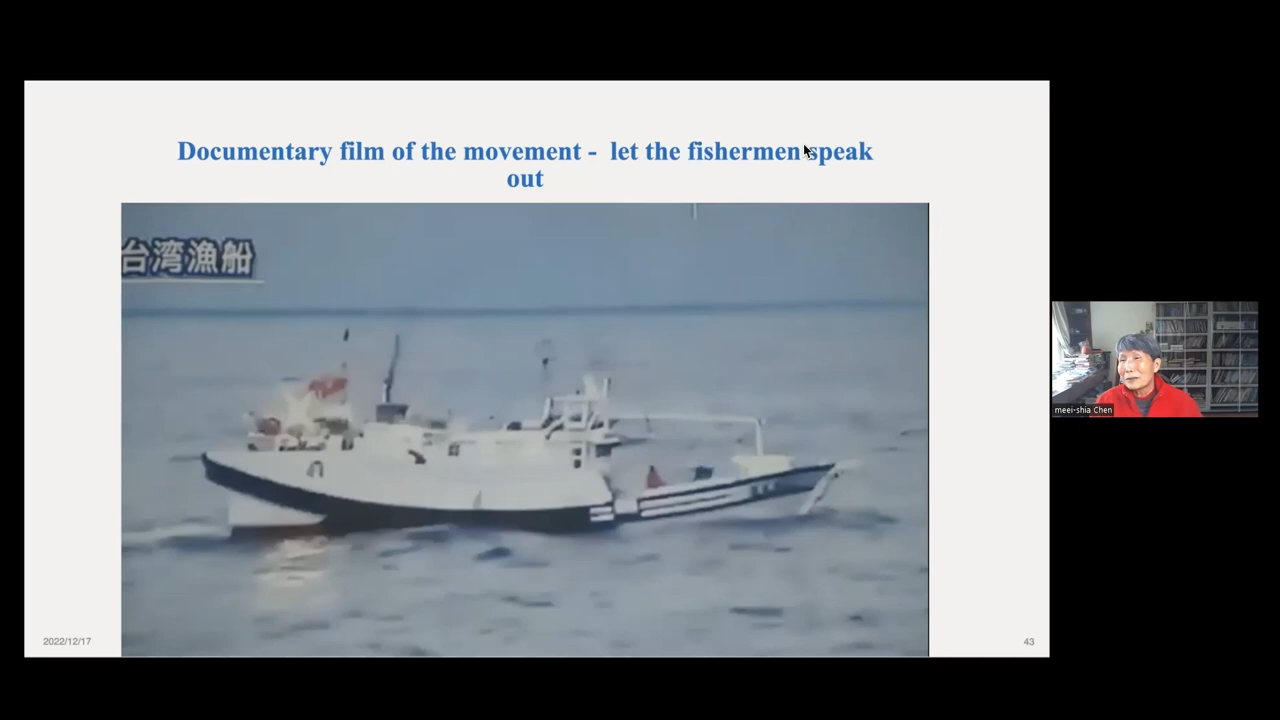 Documentary film of the movement -  let the fishermen speak
out
台湾漁船
meei-shia Chen
2022/12/17
43